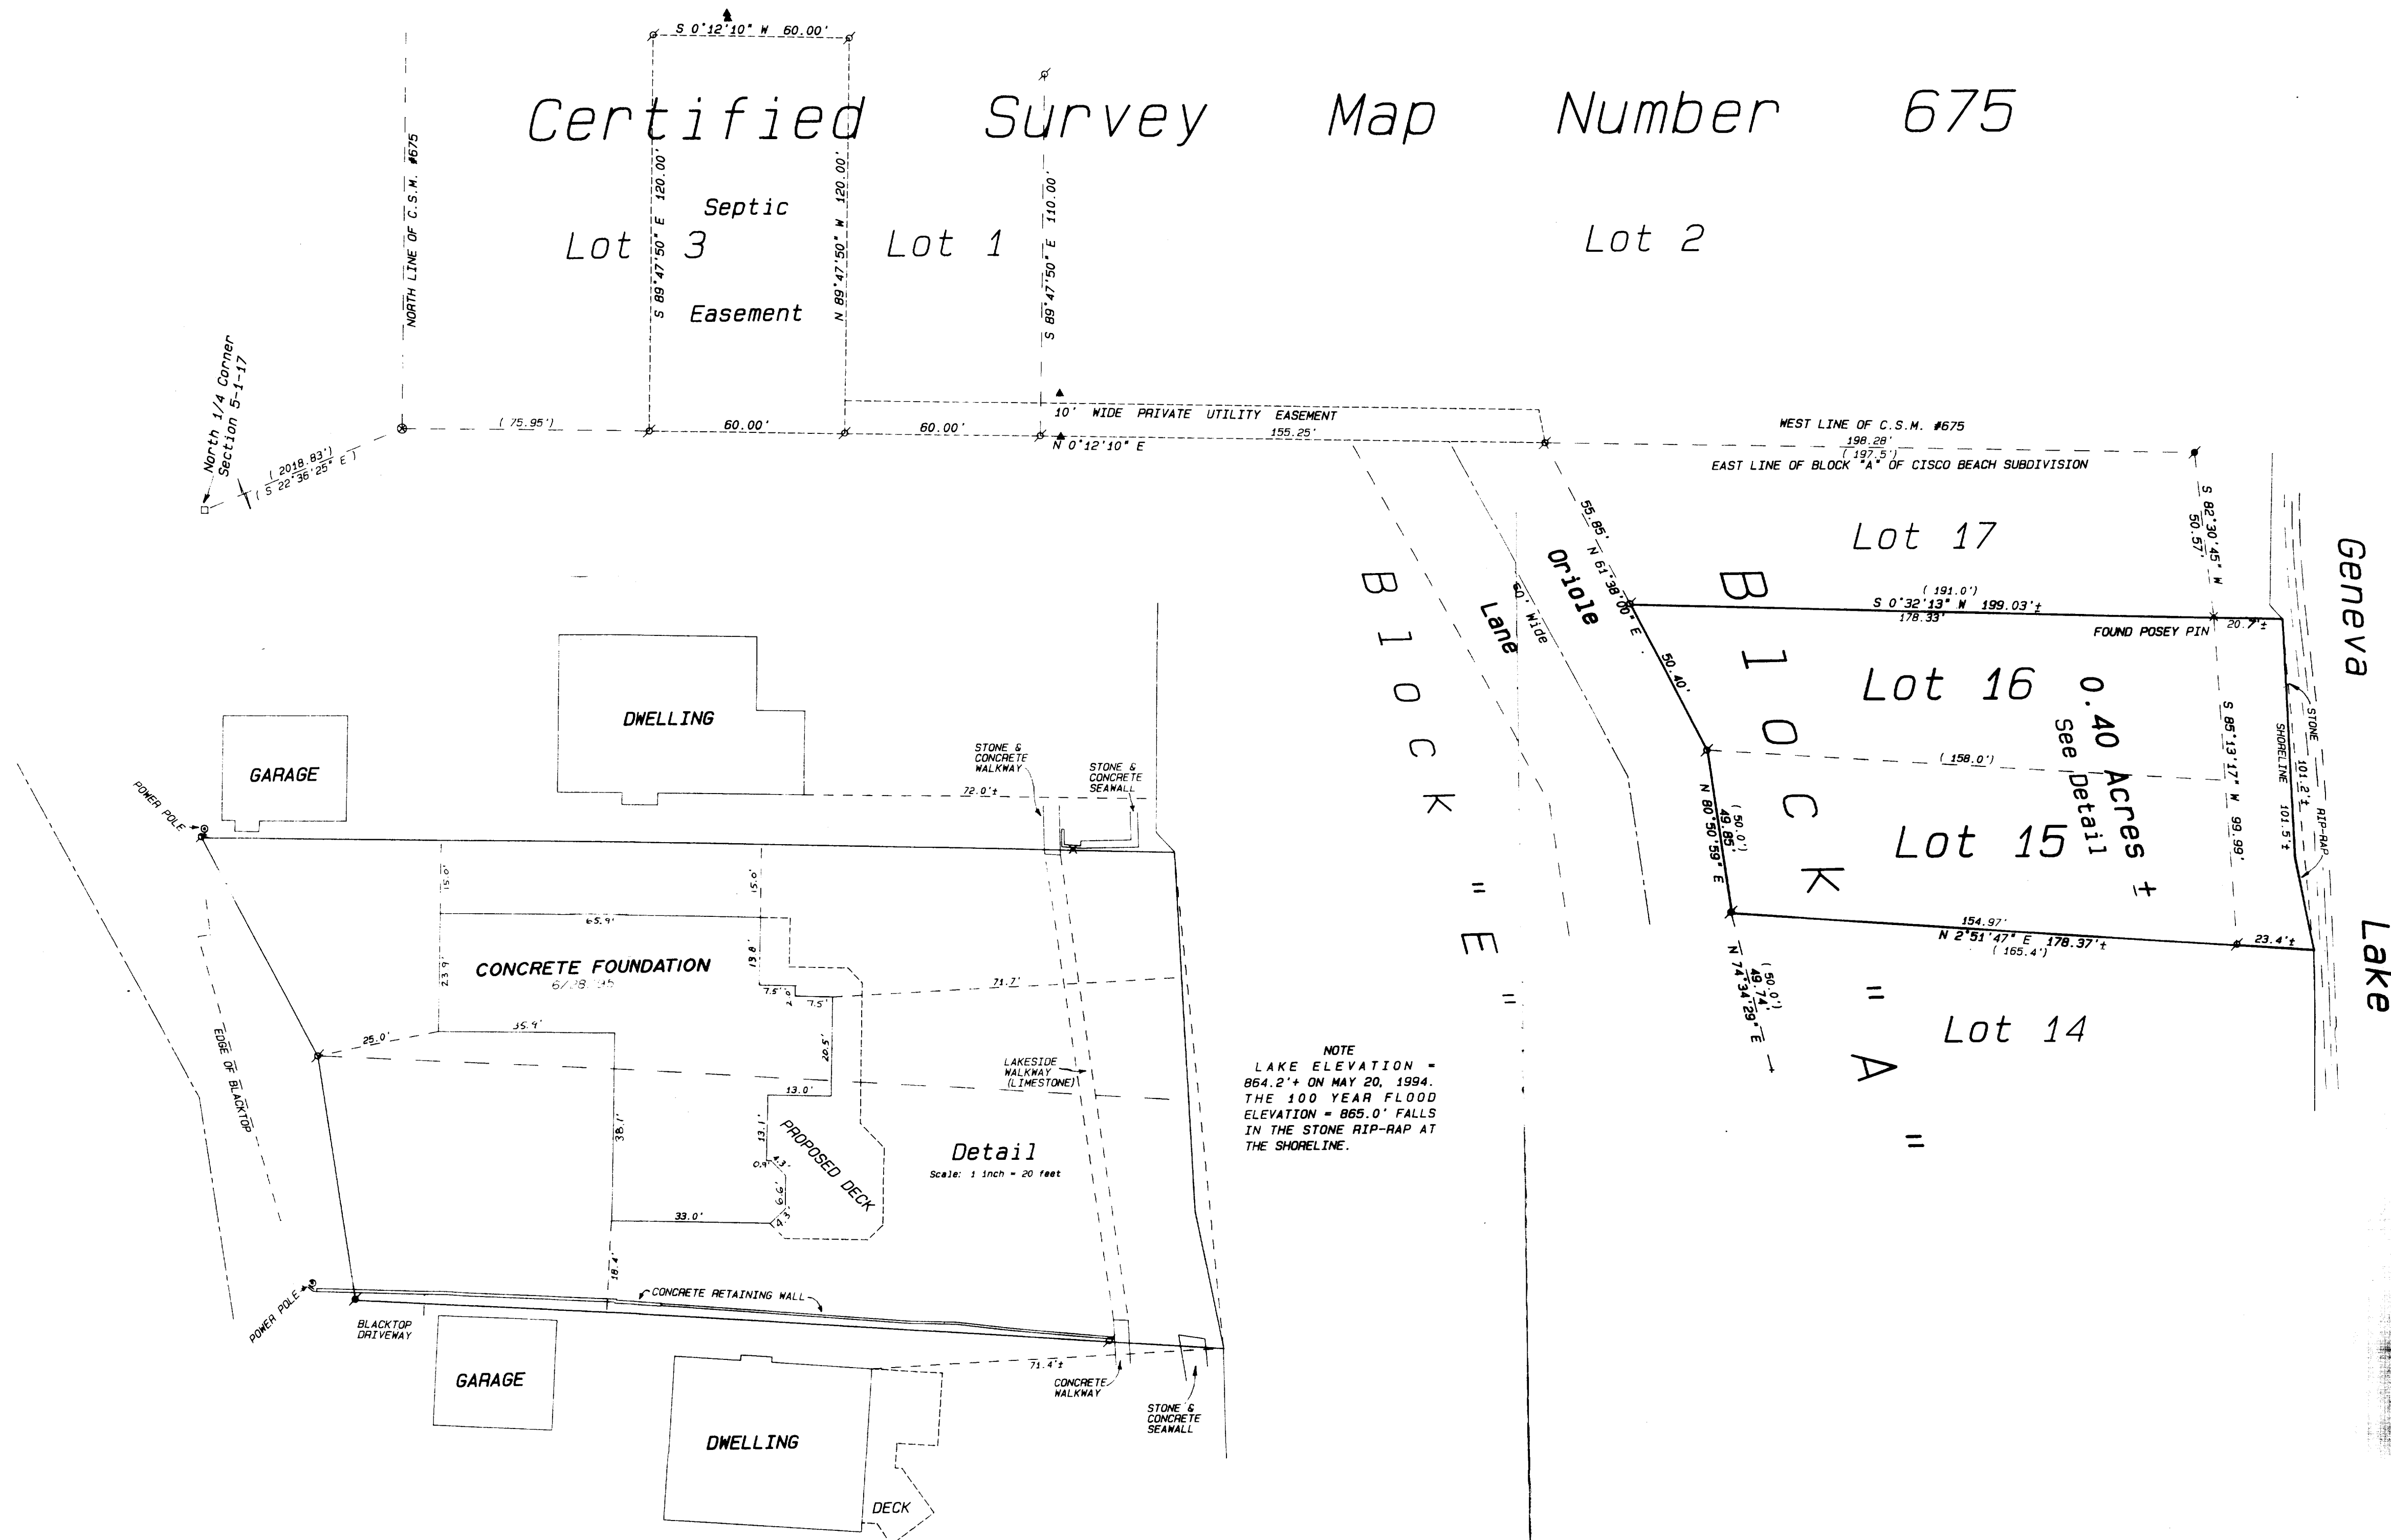 S 0°12'10" W 60.00'
Certified Survey Map Number 675
NORTH LINE OF C.S.M. #675
S 89°47'50" E 120.00'
N 89°47'50" W 120.00'
S 89°47'50" E 110.00'
Septic
Easement
Lot 3
Lot 1
Lot 2
North 1/4 Corner
Section 5-1-17
( 2018.83')
( S 22°36'25" E )
( 75.95')
60.00'
60.00'
10' WIDE PRIVATE UTILITY EASEMENT
155.25'
N 0°12'10" E
WEST LINE OF C.S.M. #675
198.28'
( 197.5')
EAST LINE OF BLOCK "A" OF CISCO BEACH SUBDIVISION
S 82°30'45" W
50.57'
Lot 17
55.85'
N 61°38'00" E
50.40'
Oriole
Lane
60' Wide
Block "E"
Block "A"
( 191.0')
S 0°32'13" W 199.03'±
178.33'
FOUND POSEY PIN
20.7'±
Lot 16
0.40 Acres ±
See Detail
( 158.0')
S 85°13'17" W 99.99'
SHORELINE 101.5'±
101.2'±
STONE RIP-RAP
Geneva
Lake
( 50.0')
49.85'
N 80°50'59" E
Lot 15
154.97'
N 2°51'47" E 178.37'±
( 165.4')
23.4'±
( 50.0')
49.74'
N 74°34'29" E
Lot 14
GARAGE
DWELLING
POWER POLE
STONE &
CONCRETE
WALKWAY
STONE &
CONCRETE
SEAWALL
72.0'±
15.0'
15.0'
65.9'
CONCRETE FOUNDATION
6/28/95
23.9'
19.8'
7.5'
2.0'
7.5'
71.7'
25.0'
35.9'
20.5'
EDGE OF BLACKTOP
38.1'
13.0'
13.1'
0.9'
4.3'
6.6'
4.3'
33.0'
PROPOSED DECK
LAKESIDE
WALKWAY
(LIMESTONE)
Detail
Scale: 1 inch = 20 feet
NOTE
LAKE ELEVATION =
864.2'+ ON MAY 20, 1994.
THE 100 YEAR FLOOD
ELEVATION = 865.0' FALLS
IN THE STONE RIP-RAP AT
THE SHORELINE.
18.4'
CONCRETE RETAINING WALL
POWER POLE
BLACKTOP
DRIVEWAY
GARAGE
DWELLING
DECK
71.4'±
CONCRETE
WALKWAY
STONE &
CONCRETE
SEAWALL